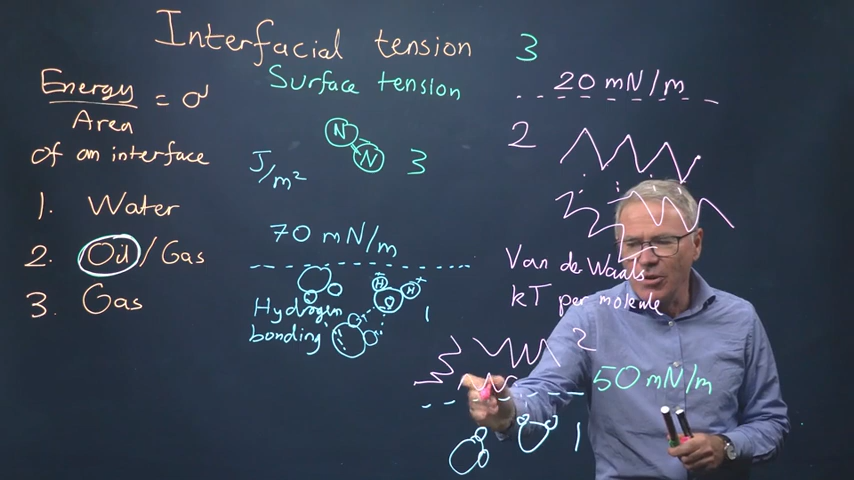 Interfacial tension 3
Surface tension
Energy
Area
= σ
of an interface
J/m²
N
N
3
1. Water
2. Oil/Gas
3. Gas
70 mN/m
Hydrogen
bonding
H
+
H
+
O
1
20 mN/m
2
Van de Waals
kT per molecule
2
50 mN/m
1